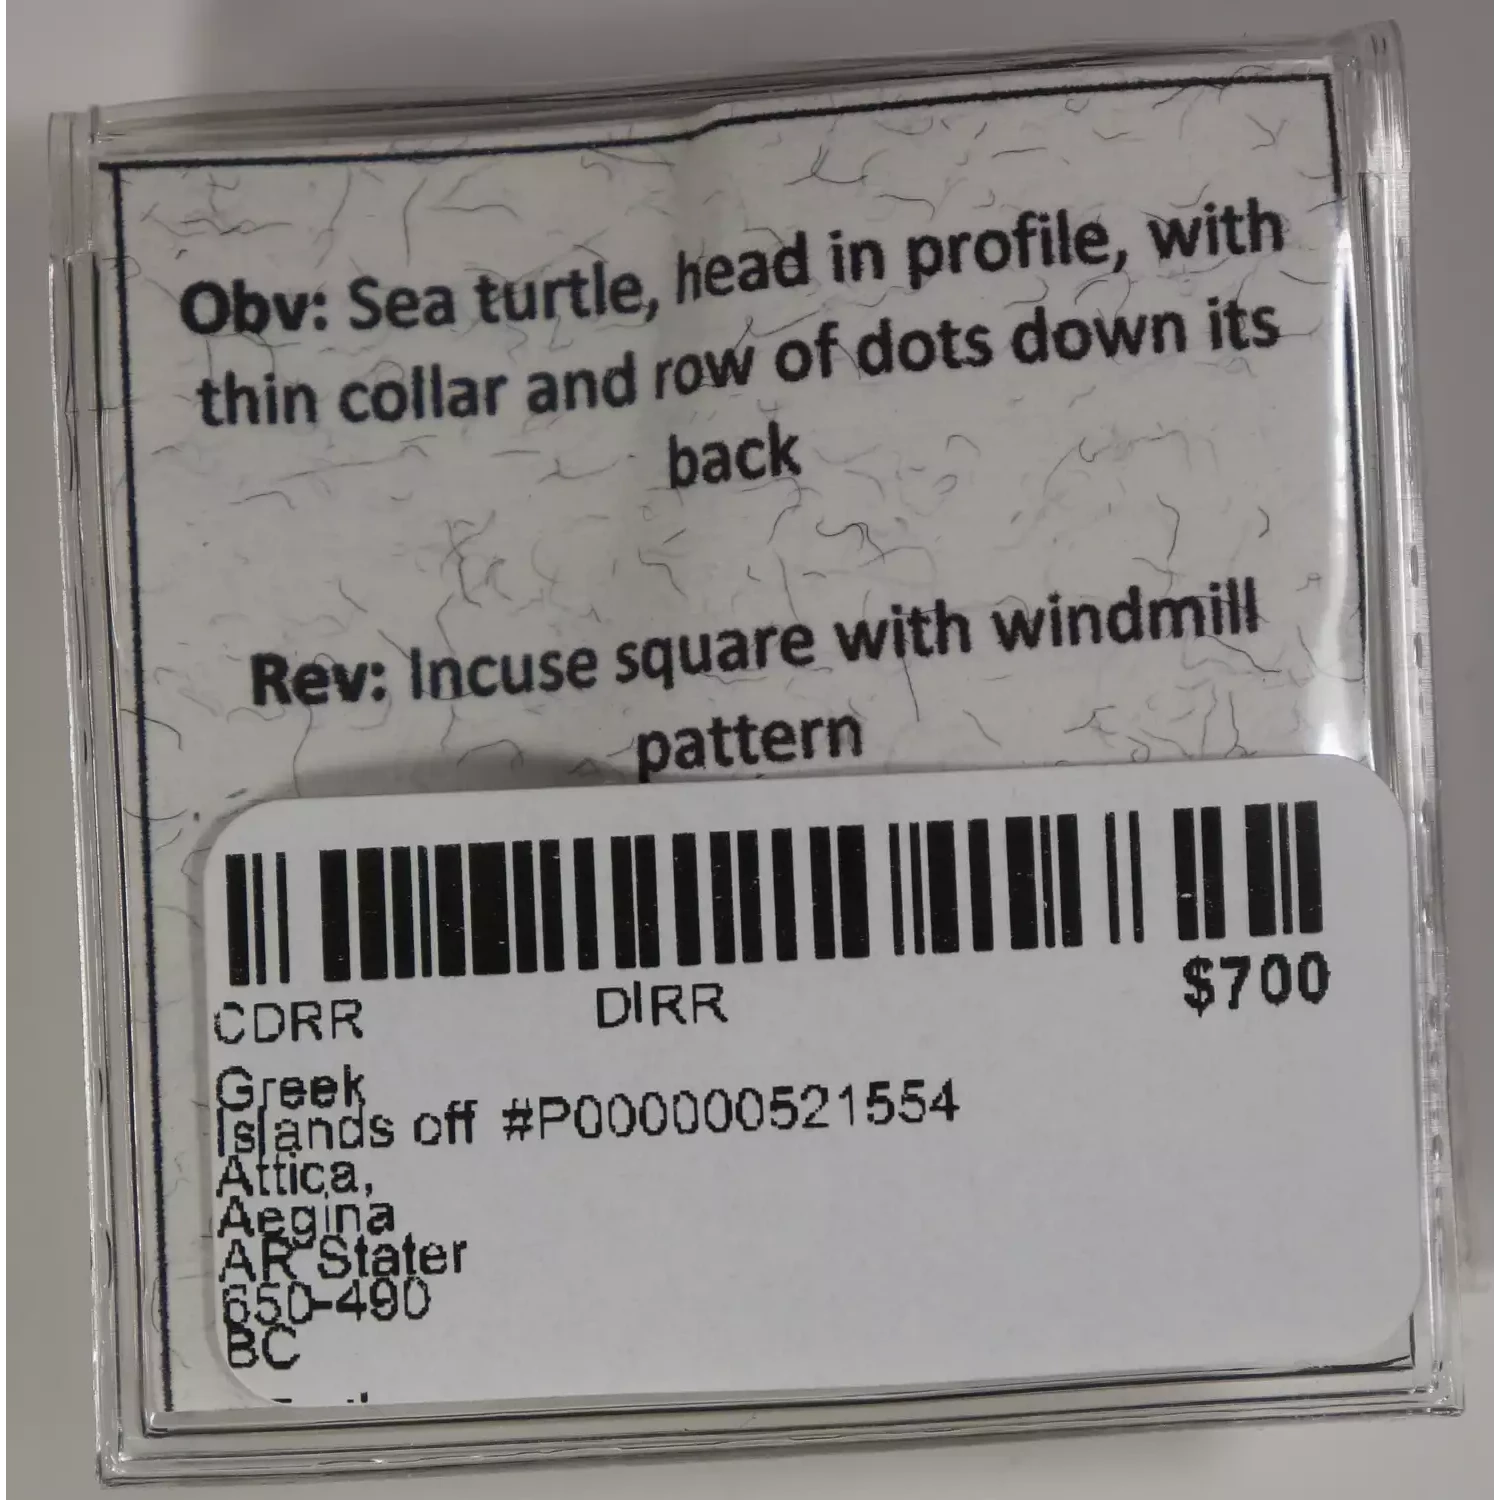 Obv: Sea turtle, head in profile, with
thin collar and row of dots down its
back
Rev: Incuse square with windmill
pattern
CDRR DIRR $700
Greek
Islands off #P000000521554
Attica,
Aegina
AR Stater
650-490
BC